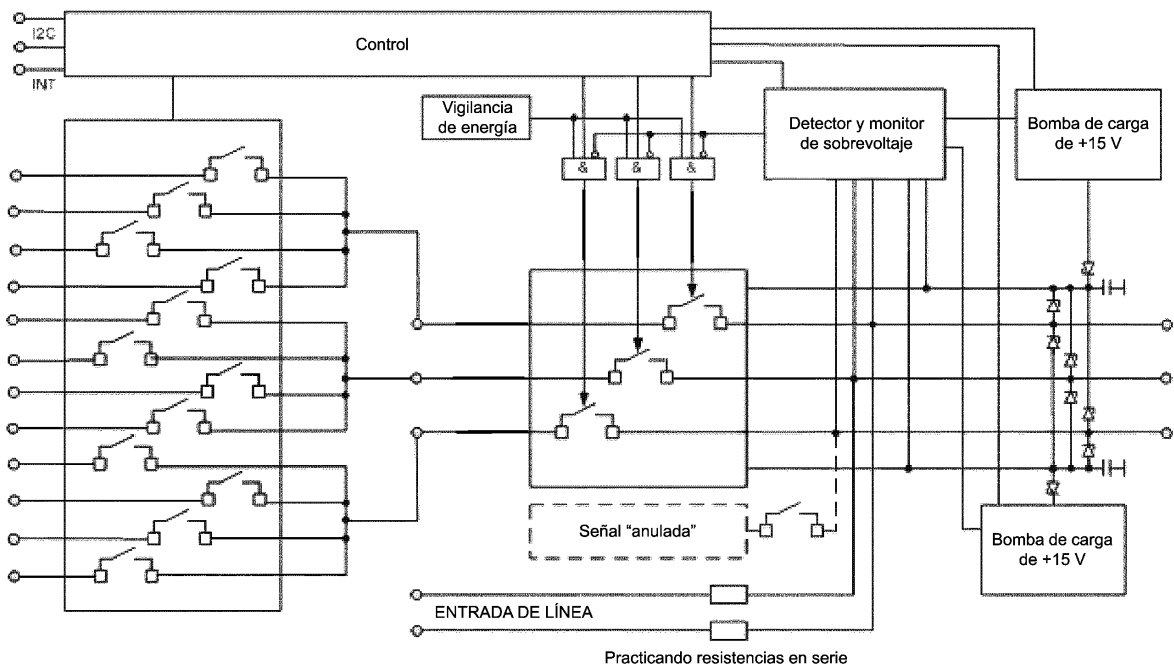 I2C
Control
INT
Vigilancia
de energía
Detector y monitor
de sobrevoltaje
Bomba de carga
de +15 V
&
&
&
Señal “anulada”
Bomba de carga
de +15 V
ENTRADA DE LÍNEA
Practicando resistencias en serie